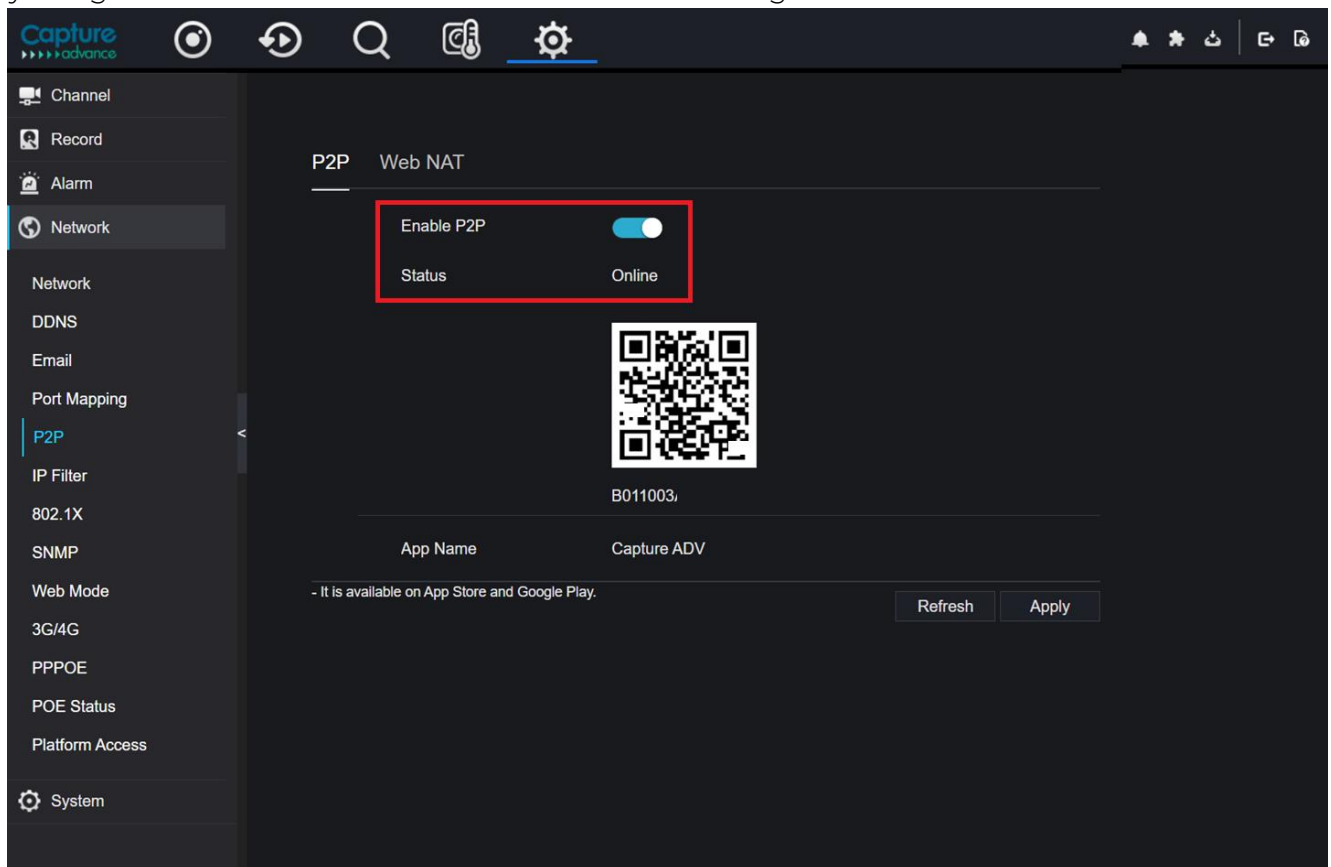 Capture
advance
Channel
Record
Alarm
Network
Network
DDNS
Email
Port Mapping
P2P
IP Filter
802.1X
SNMP
Web Mode
3G/4G
PPPOE
POE Status
Platform Access
System
P2P Web NAT
Enable P2P
Status Online
B011003
App Name Capture ADV
- It is available on App Store and Google Play.
Refresh Apply